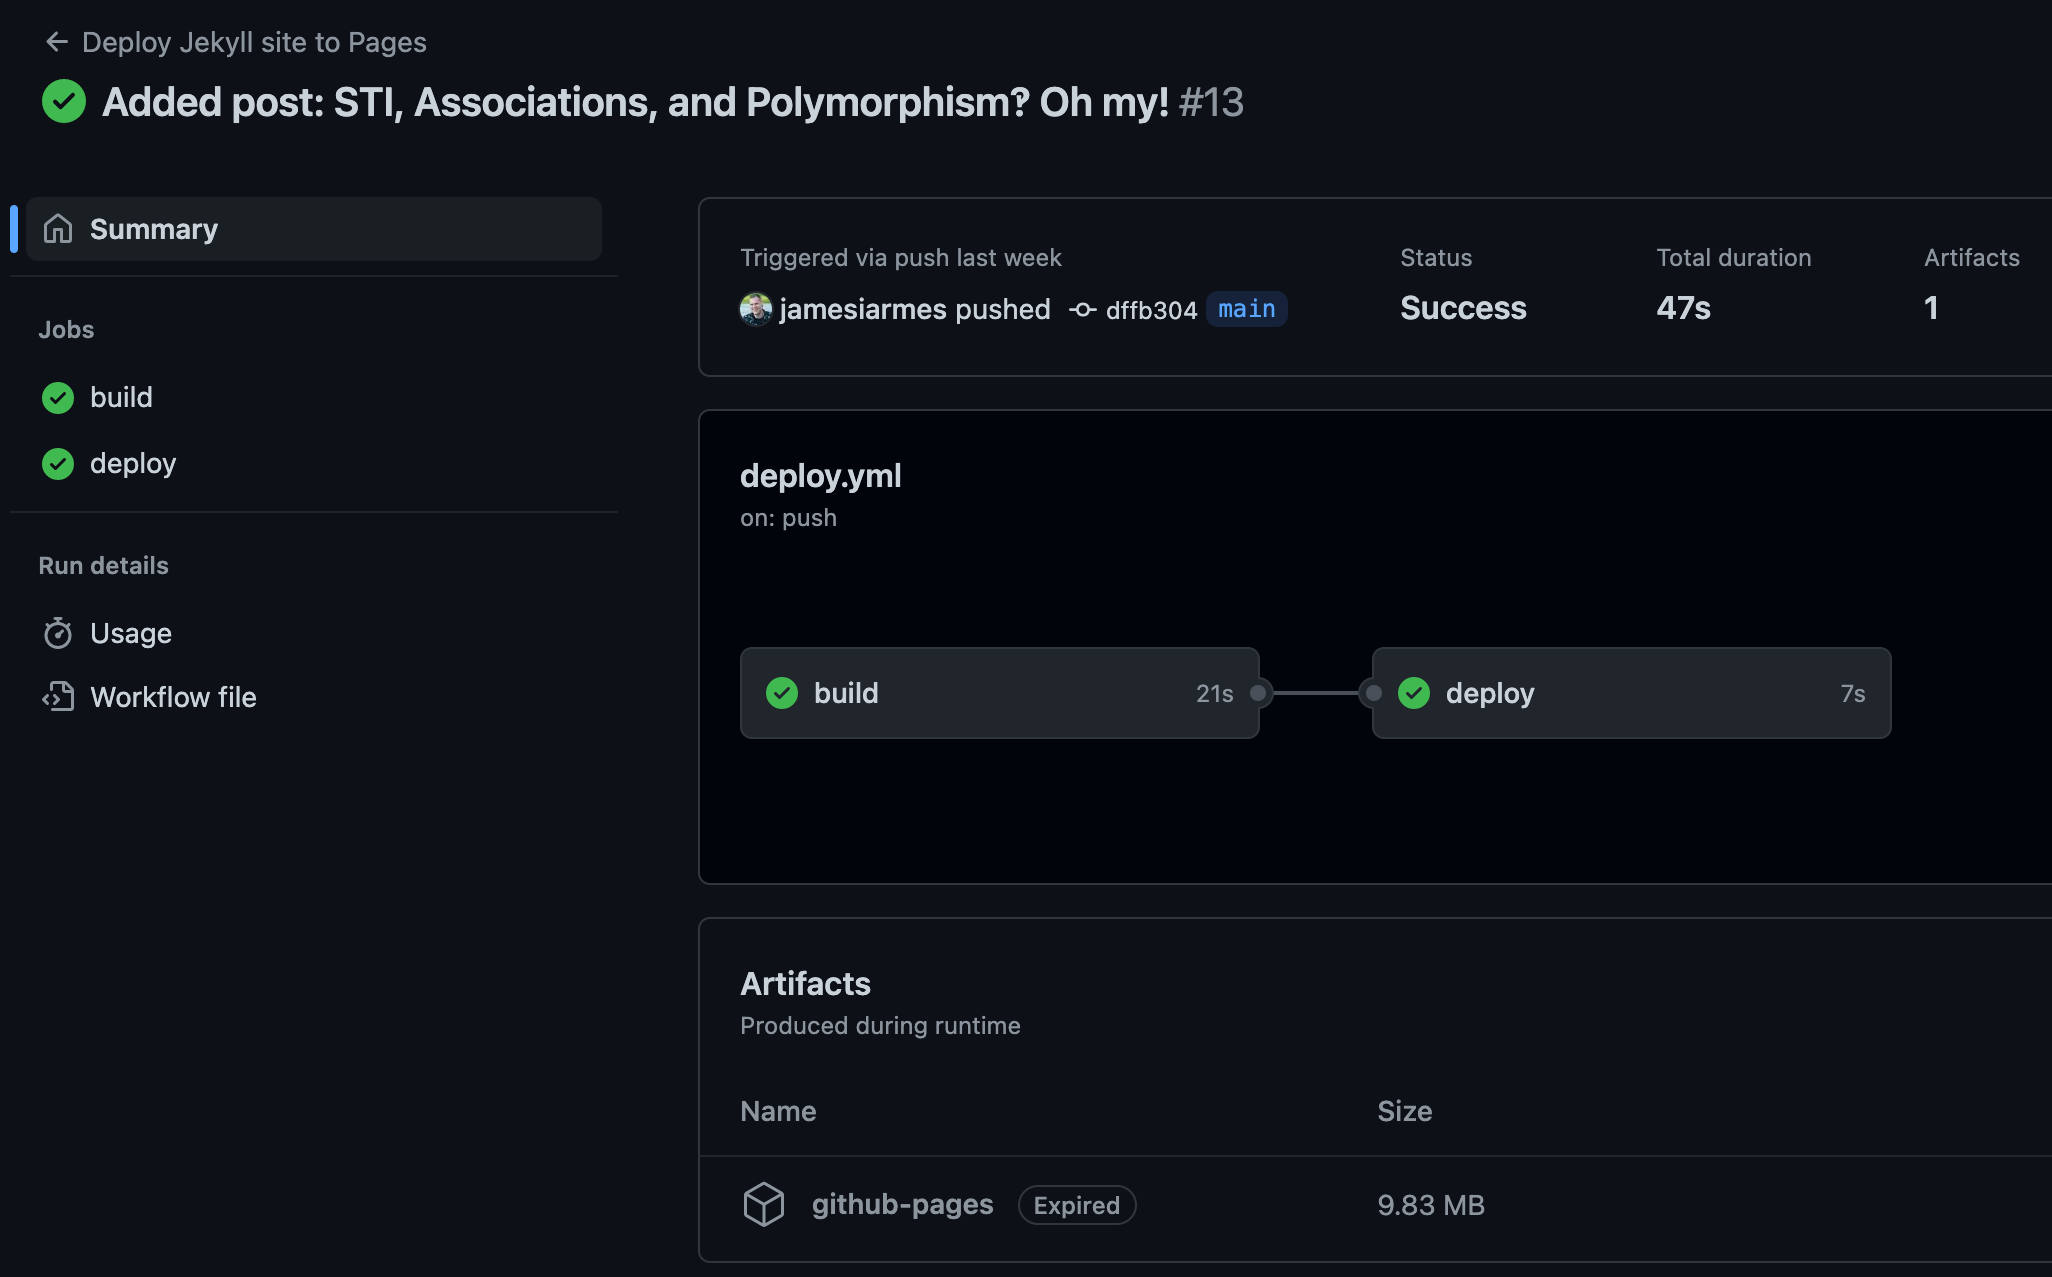 Deploy Jekyll site to Pages
Added post: STI, Associations, and Polymorphism? Oh my! #13
Summary
Jobs
build
deploy
Run details
Usage
Workflow file
Triggered via push last week
jamesiarmes pushed dffb304 main
Status
Success
Total duration
47s
Artifacts
1
deploy.yml
on: push
build 21s
deploy 7s
Artifacts
Produced during runtime
Name Size
github-pages Expired 9.83 MB